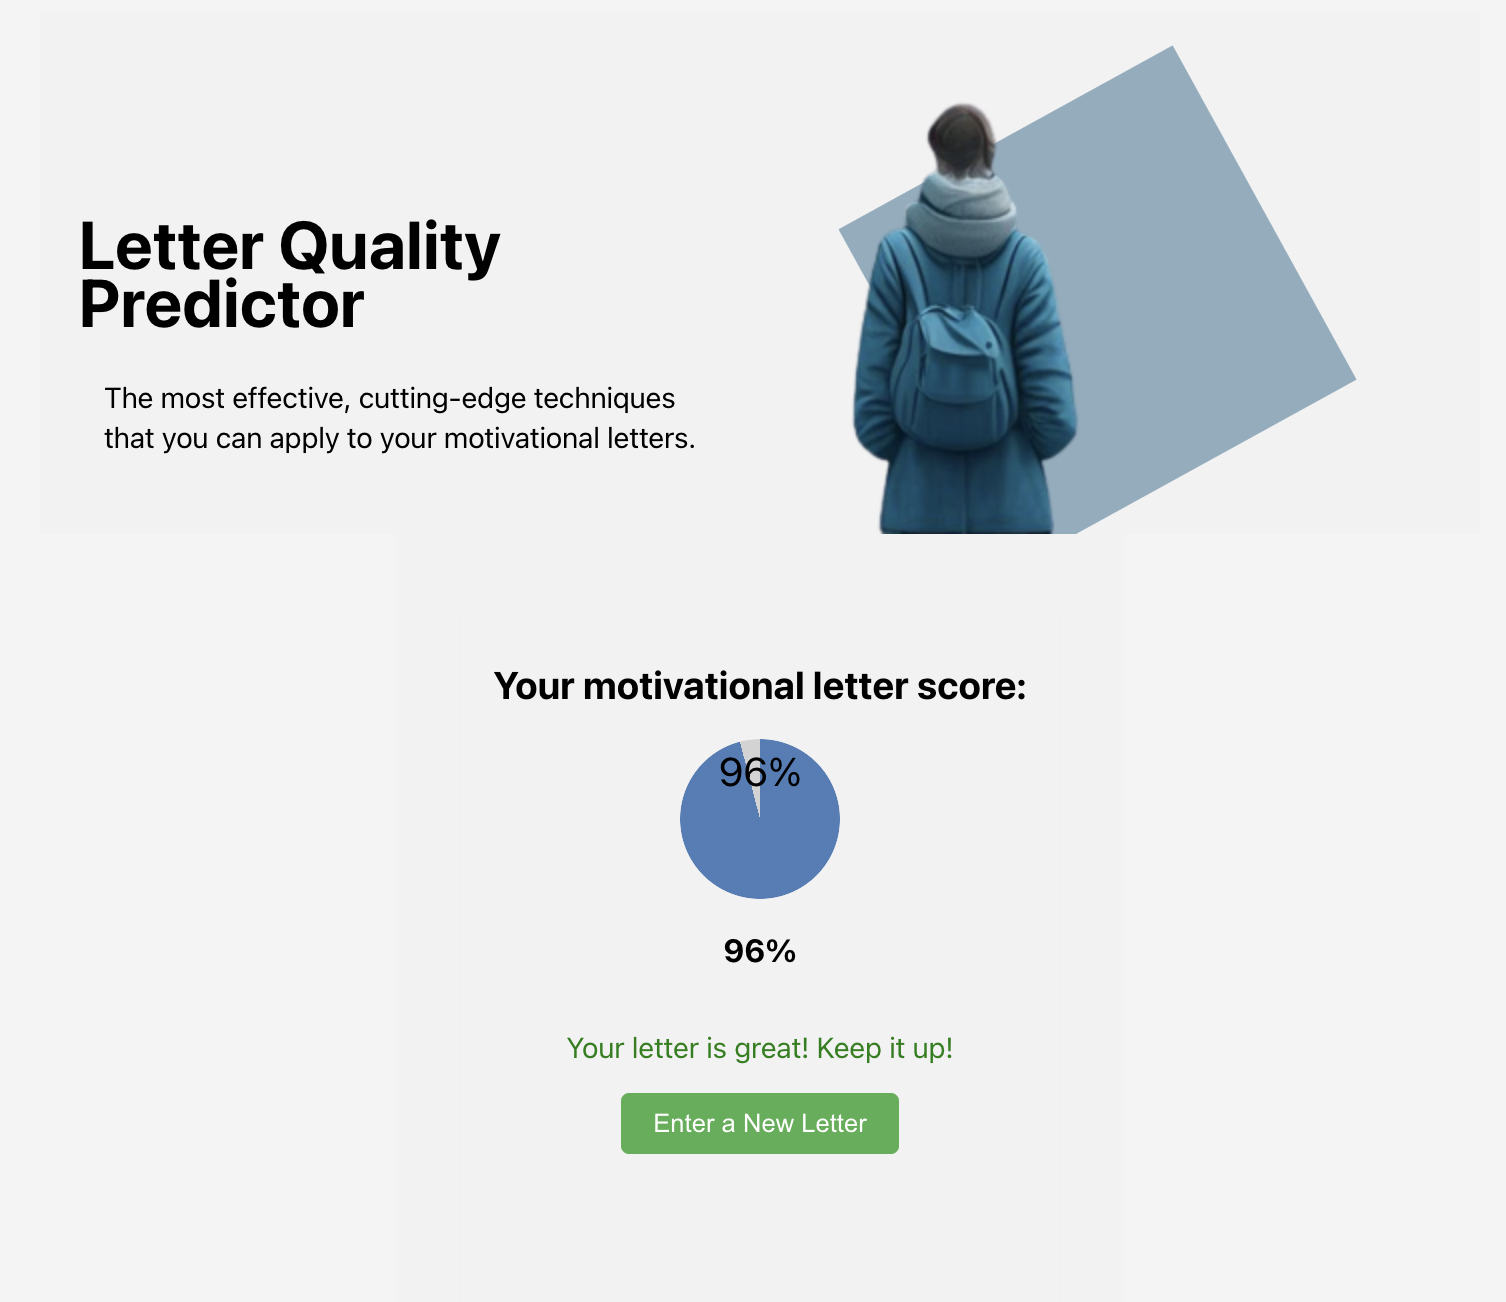 Letter Quality
Predictor
The most effective, cutting-edge techniques
that you can apply to your motivational letters.
Your motivational letter score:
96%
96%
Your letter is great! Keep it up!
Enter a New Letter